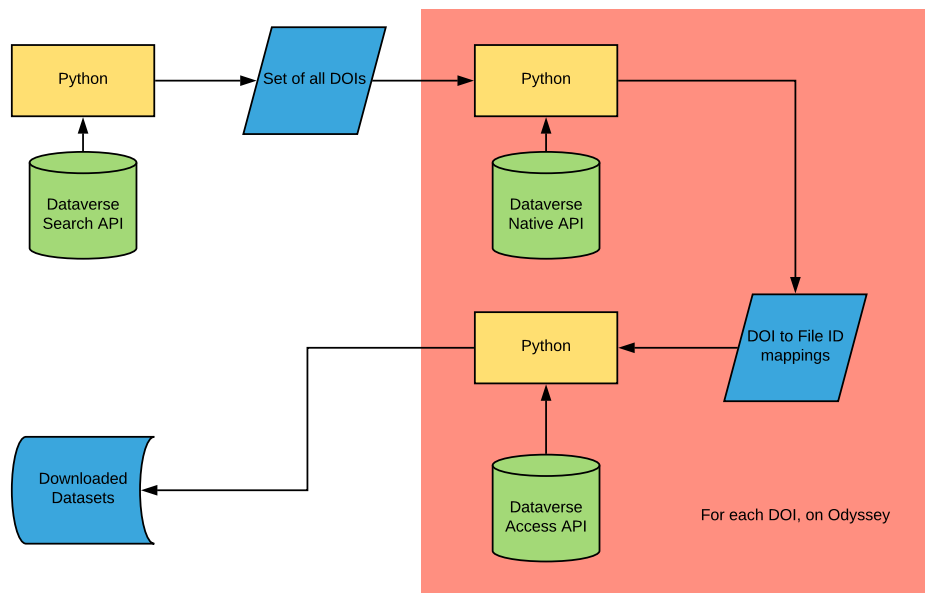 Python
Set of all DOIs
Python
Dataverse
Search API
Dataverse
Native API
DOI to File ID
mappings
Python
Downloaded
Datasets
Dataverse
Access API
For each DOI, on Odyssey